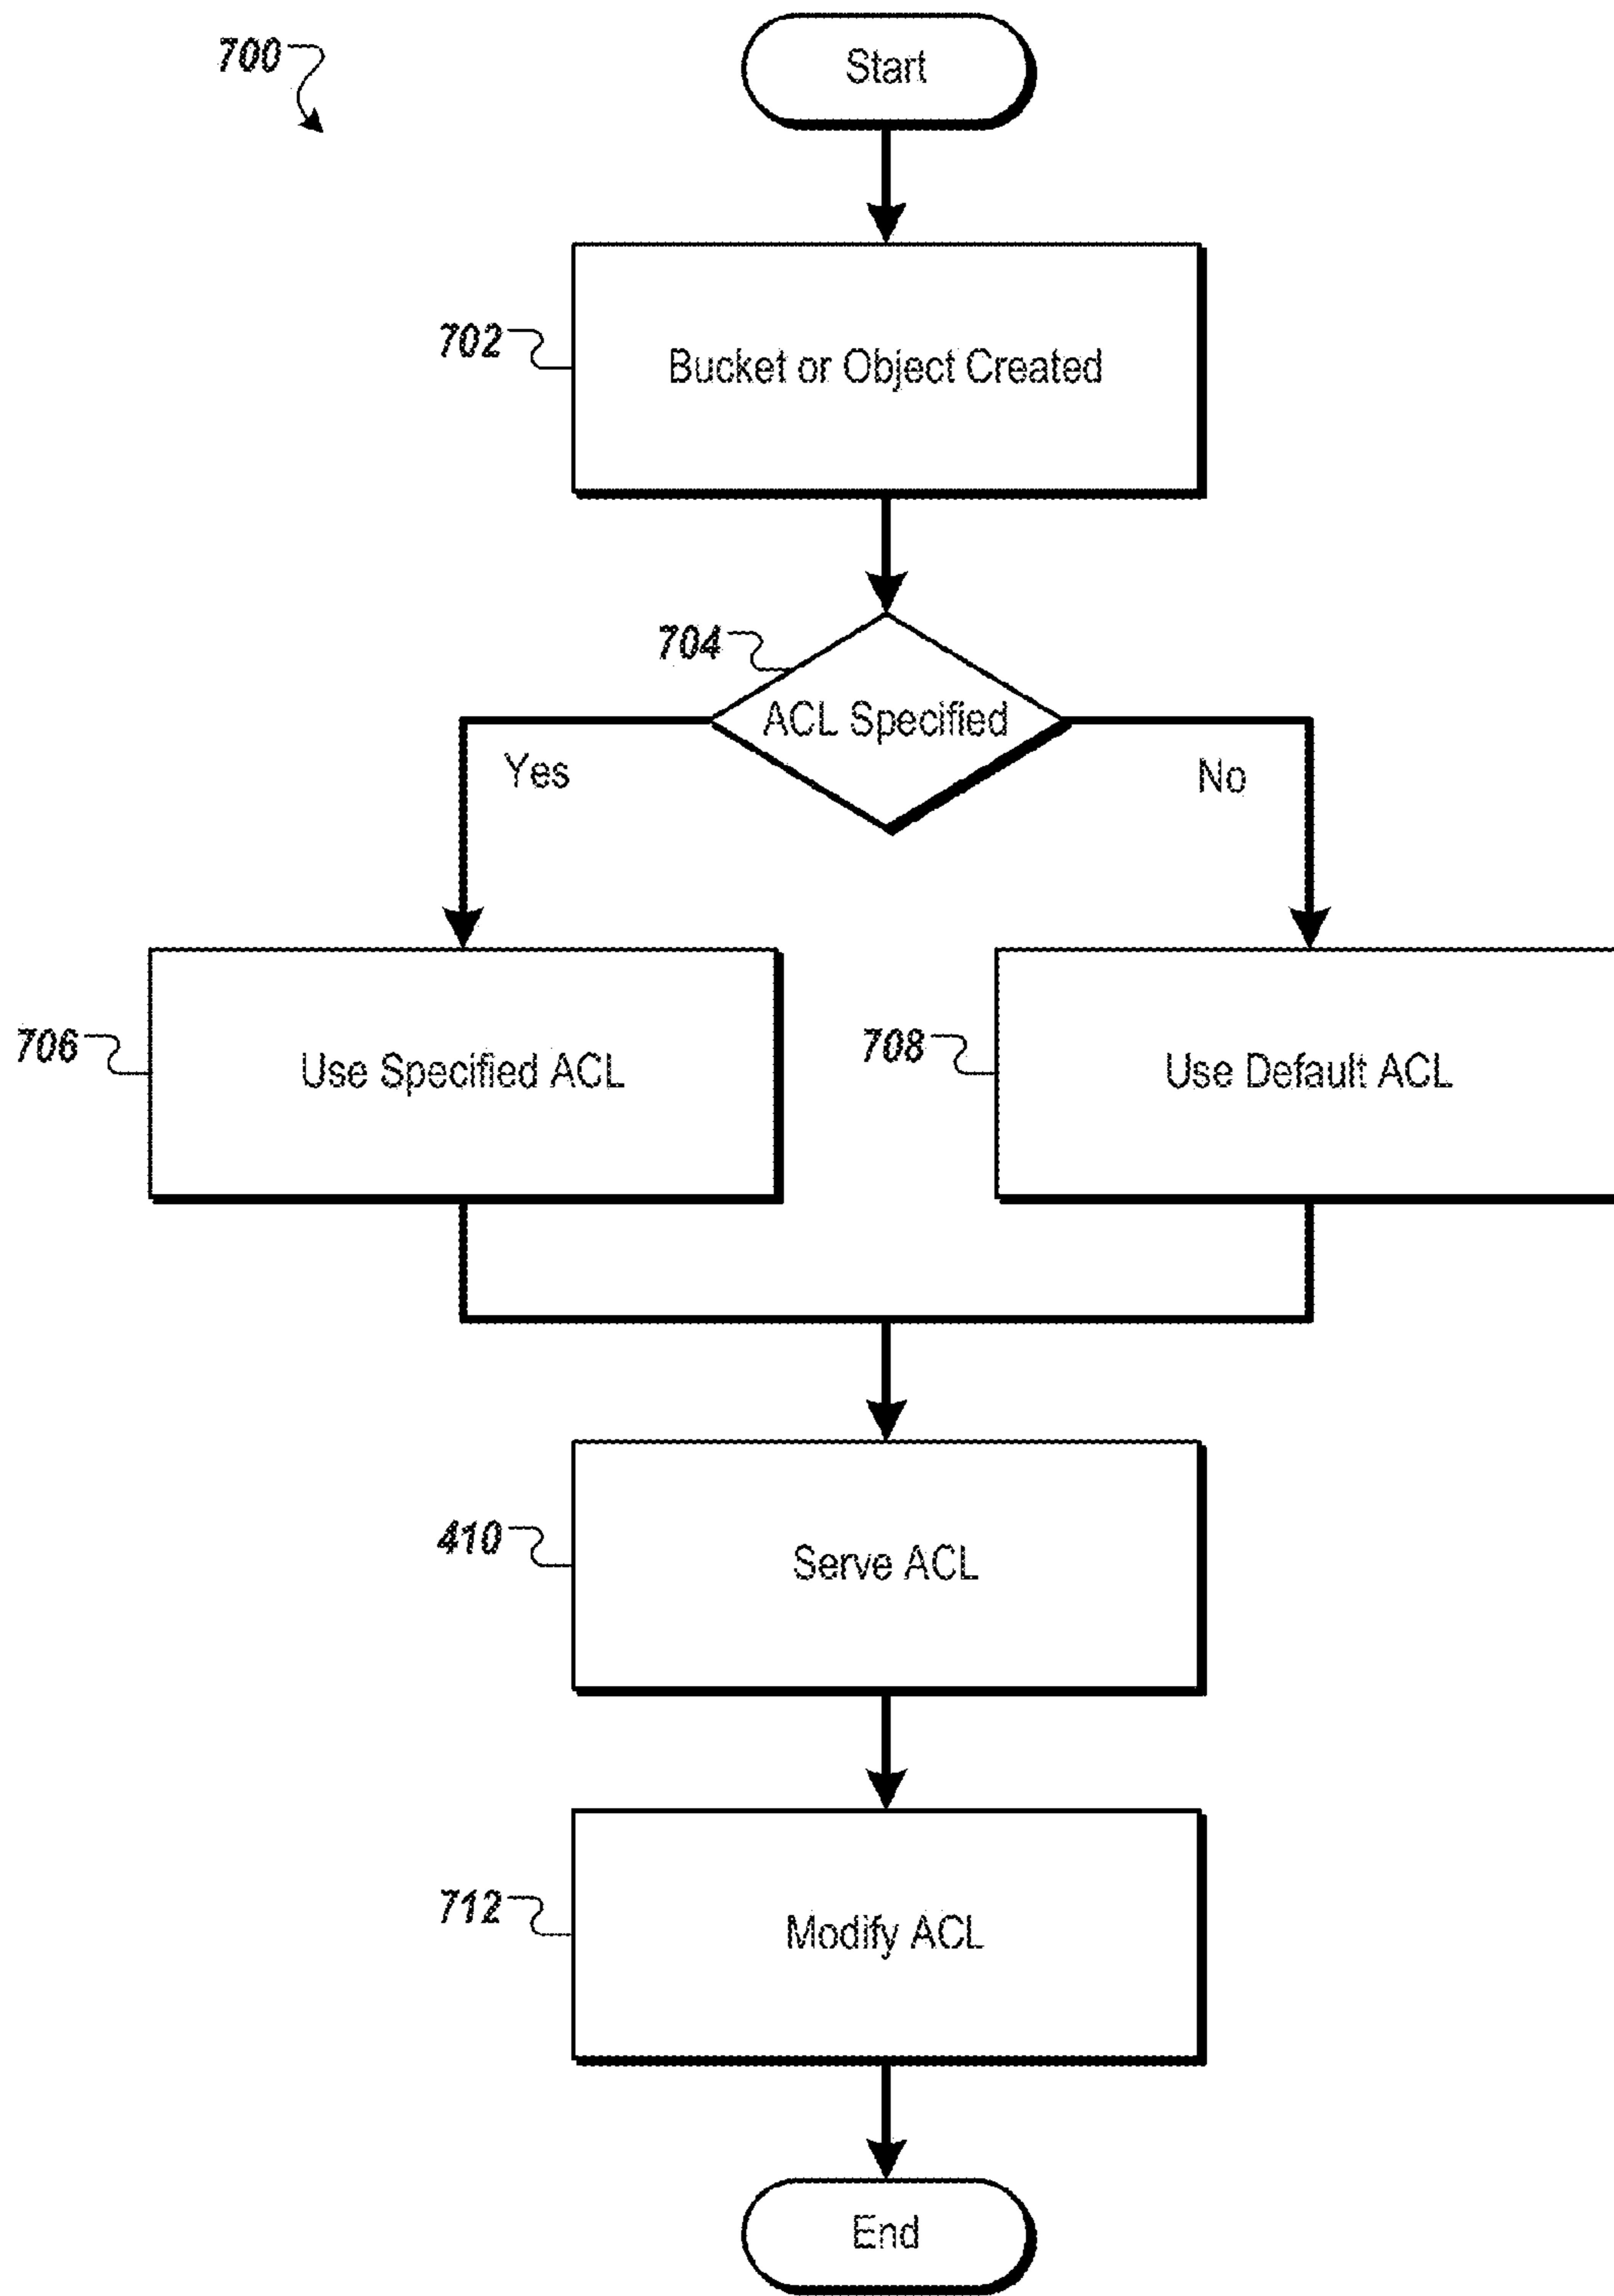 700
Start
702
Bucket or Object Created
704
ACL Specified
Yes
No
706
Use Specified ACL
708
Use Default ACL
410
Serve ACL
712
Modify ACL
End